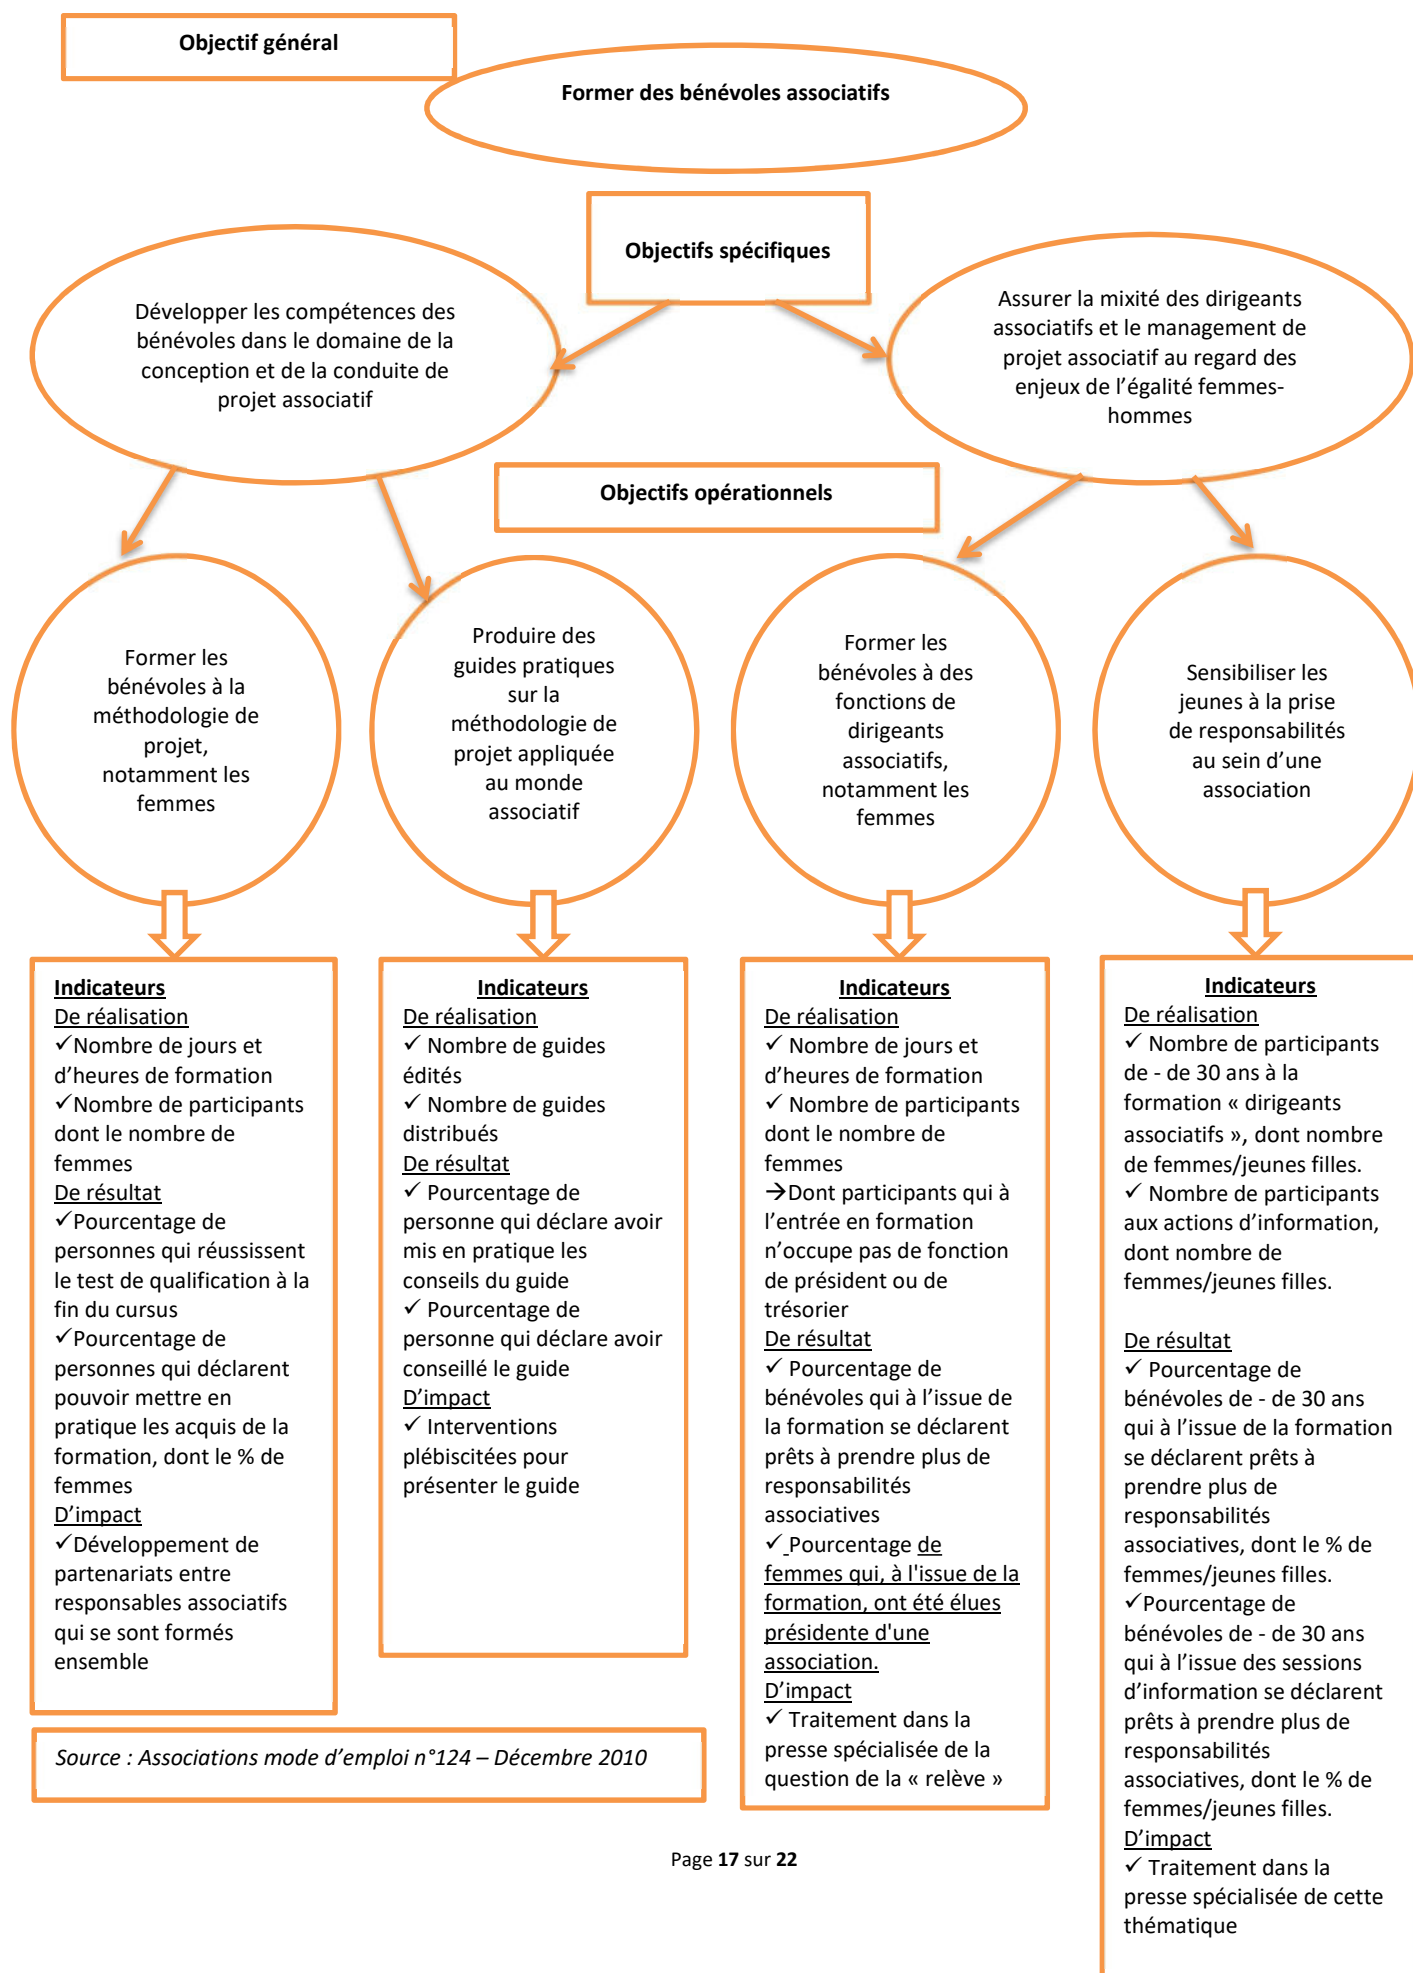 Objectif général
Former des bénévoles associatifs
Objectifs spécifiques
Développer les compétences des
bénévoles dans le domaine de la
conception et de la conduite de
projet associatif
Assurer la mixité des dirigeants
associatifs et le management de
projet associatif au regard des
enjeux de l’égalité femmes-
hommes
Objectifs opérationnels
Former les
bénévoles à la
méthodologie de
projet,
notamment les
femmes
Produire des
guides pratiques
sur la
méthodologie de
projet appliquée
au monde
associatif
Former les
bénévoles à des
fonctions de
dirigeants
associatifs,
notamment les
femmes
Sensibiliser les
jeunes à la prise
de responsabilités
au sein d’une
association
Indicateurs
De réalisation
✓Nombre de jours et
d’heures de formation
✓Nombre de participants
dont le nombre de
femmes
De résultat
✓Pourcentage de
personnes qui réussissent
le test de qualification à la
fin du cursus
✓Pourcentage de
personnes qui déclarent
pouvoir mettre en
pratique les acquis de la
formation, dont le % de
femmes
D’impact
✓Développement de
partenariats entre
responsables associatifs
qui se sont formés
ensemble
Indicateurs
De réalisation
✓ Nombre de guides
édités
✓ Nombre de guides
distribués
De résultat
✓ Pourcentage de
personne qui déclare avoir
mis en pratique les
conseils du guide
✓ Pourcentage de
personne qui déclare avoir
conseillé le guide
D’impact
✓ Interventions
plébiscitées pour
présenter le guide
Indicateurs
De réalisation
✓ Nombre de jours et
d’heures de formation
✓ Nombre de participants
dont le nombre de
femmes
→Dont participants qui à
l’entrée en formation
n’occupe pas de fonction
de président ou de
trésorier
De résultat
✓ Pourcentage de
bénévoles qui à l’issue de
la formation se déclarent
prêts à prendre plus de
responsabilités
associatives
✓ Pourcentage de
femmes qui, à l'issue de la
formation, ont été élues
présidente d'une
association.
D’impact
✓ Traitement dans la
presse spécialisée de la
question de la « relève »
Indicateurs
De réalisation
✓ Nombre de participants
de - de 30 ans à la
formation « dirigeants
associatifs », dont nombre
de femmes/jeunes filles.
✓ Nombre de participants
aux actions d’information,
dont nombre de
femmes/jeunes filles.
De résultat
✓ Pourcentage de
bénévoles de - de 30 ans
qui à l’issue de la formation
se déclarent prêts à
prendre plus de
responsabilités
associatives, dont le % de
femmes/jeunes filles.
✓Pourcentage de
bénévoles de - de 30 ans
qui à l’issue des sessions
d’information se déclarent
prêts à prendre plus de
responsabilités
associatives, dont le % de
femmes/jeunes filles.
D’impact
✓ Traitement dans la
presse spécialisée de cette
thématique
Source : Associations mode d’emploi n°124 – Décembre 2010
Page 17 sur 22